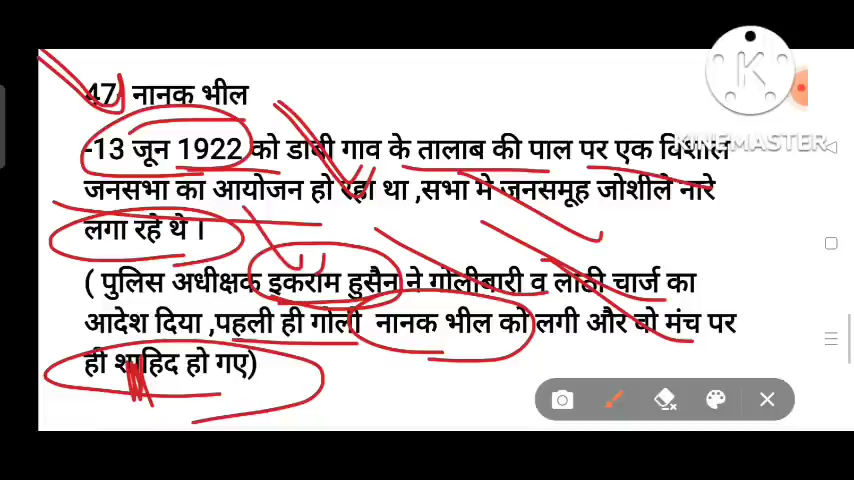 47) नानक भील
KINEMASTER
-13 जून 1922 को डाबी गाव के तालाब की पाल पर एक विशाल
जनसभा का आयोजन हो रहा था ,सभा मे जनसमूह जोशीले नारे
लगा रहे थे ।
( पुलिस अधीक्षक इकराम हुसैन ने गोलीबारी व लाठी चार्ज का
आदेश दिया ,पहली ही गोली नानक भील को लगी और वो मंच पर
ही शाहिद हो गए)